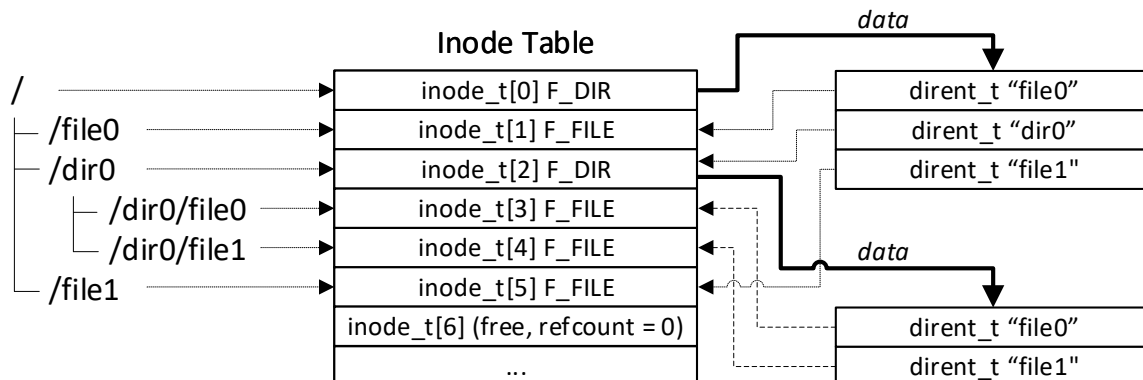 data
Inode Table
/
inode_t[0] F_DIR
dirent_t “file0”
/file0
inode_t[1] F_FILE
dirent_t “dir0”
/dir0
inode_t[2] F_DIR
dirent_t “file1"
/dir0/file0
inode_t[3] F_FILE
/dir0/file1
inode_t[4] F_FILE
data
/file1
inode_t[5] F_FILE
inode_t[6] (free, refcount = 0)
dirent_t “file0”
...
dirent_t “file1"